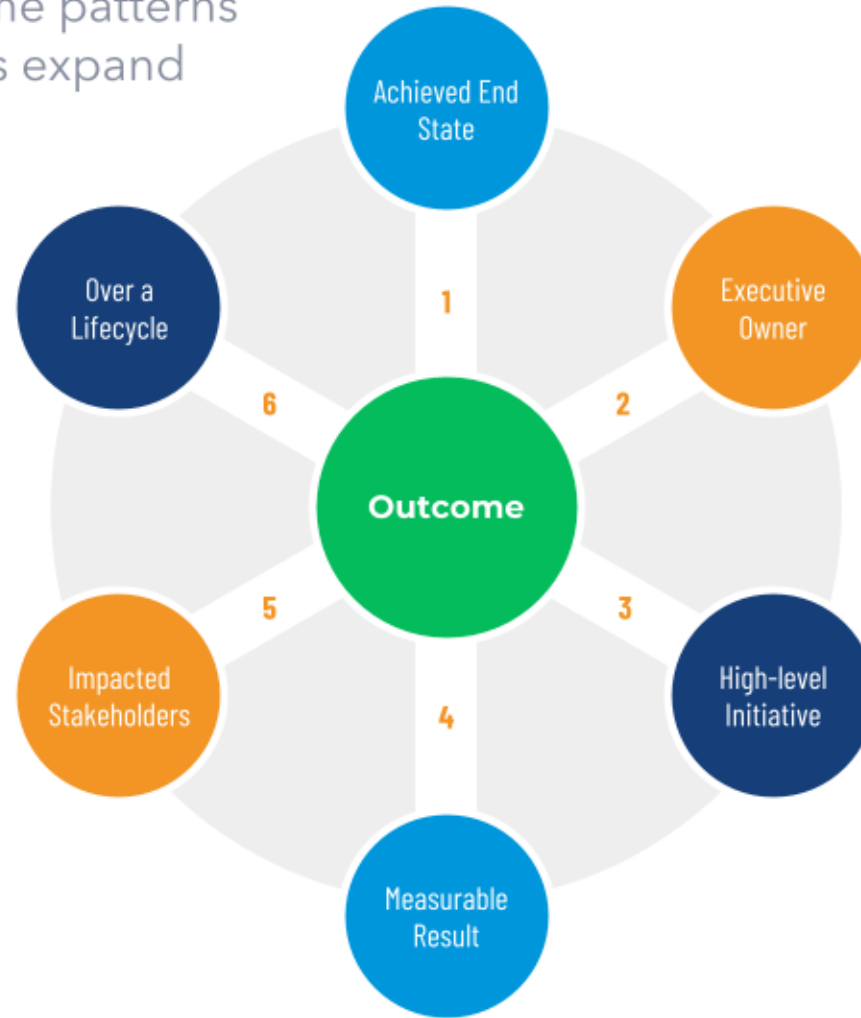 ne patterns
s expand
Achieved End
State
Over a
Lifecycle
Executive
Owner
1
6
2
Outcome
5
3
Impacted
Stakeholders
4
High-level
Initiative
Measurable
Result